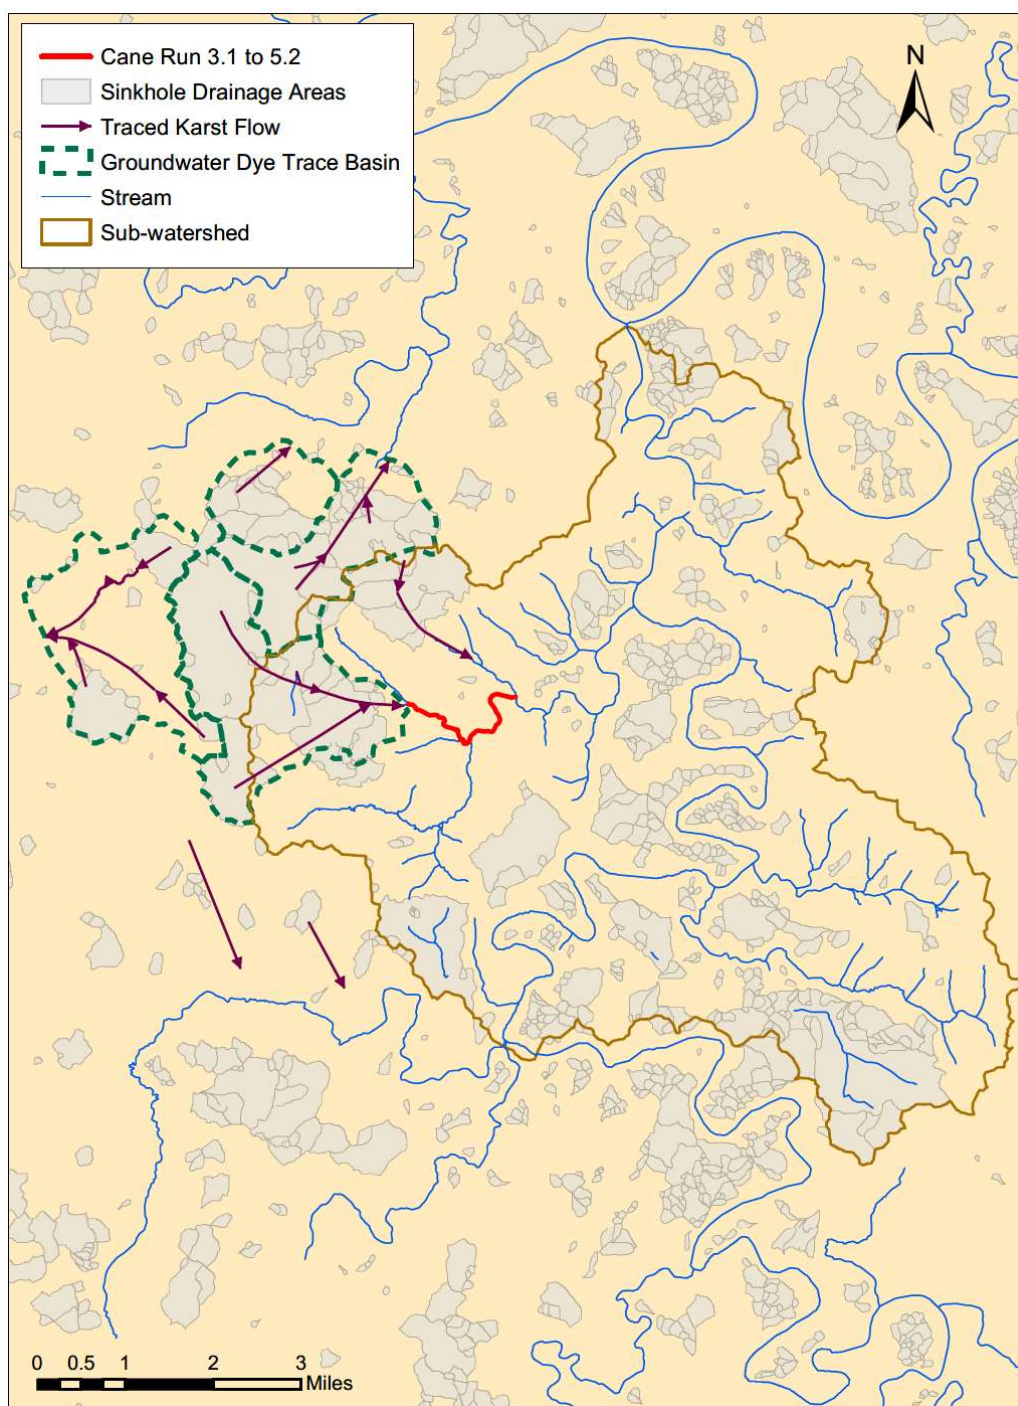 Cane Run 3.1 to 5.2
Sinkhole Drainage Areas
Traced Karst Flow
Groundwater Dye Trace Basin
Stream
Sub-watershed
N
0 0.5 1 2 3
Miles